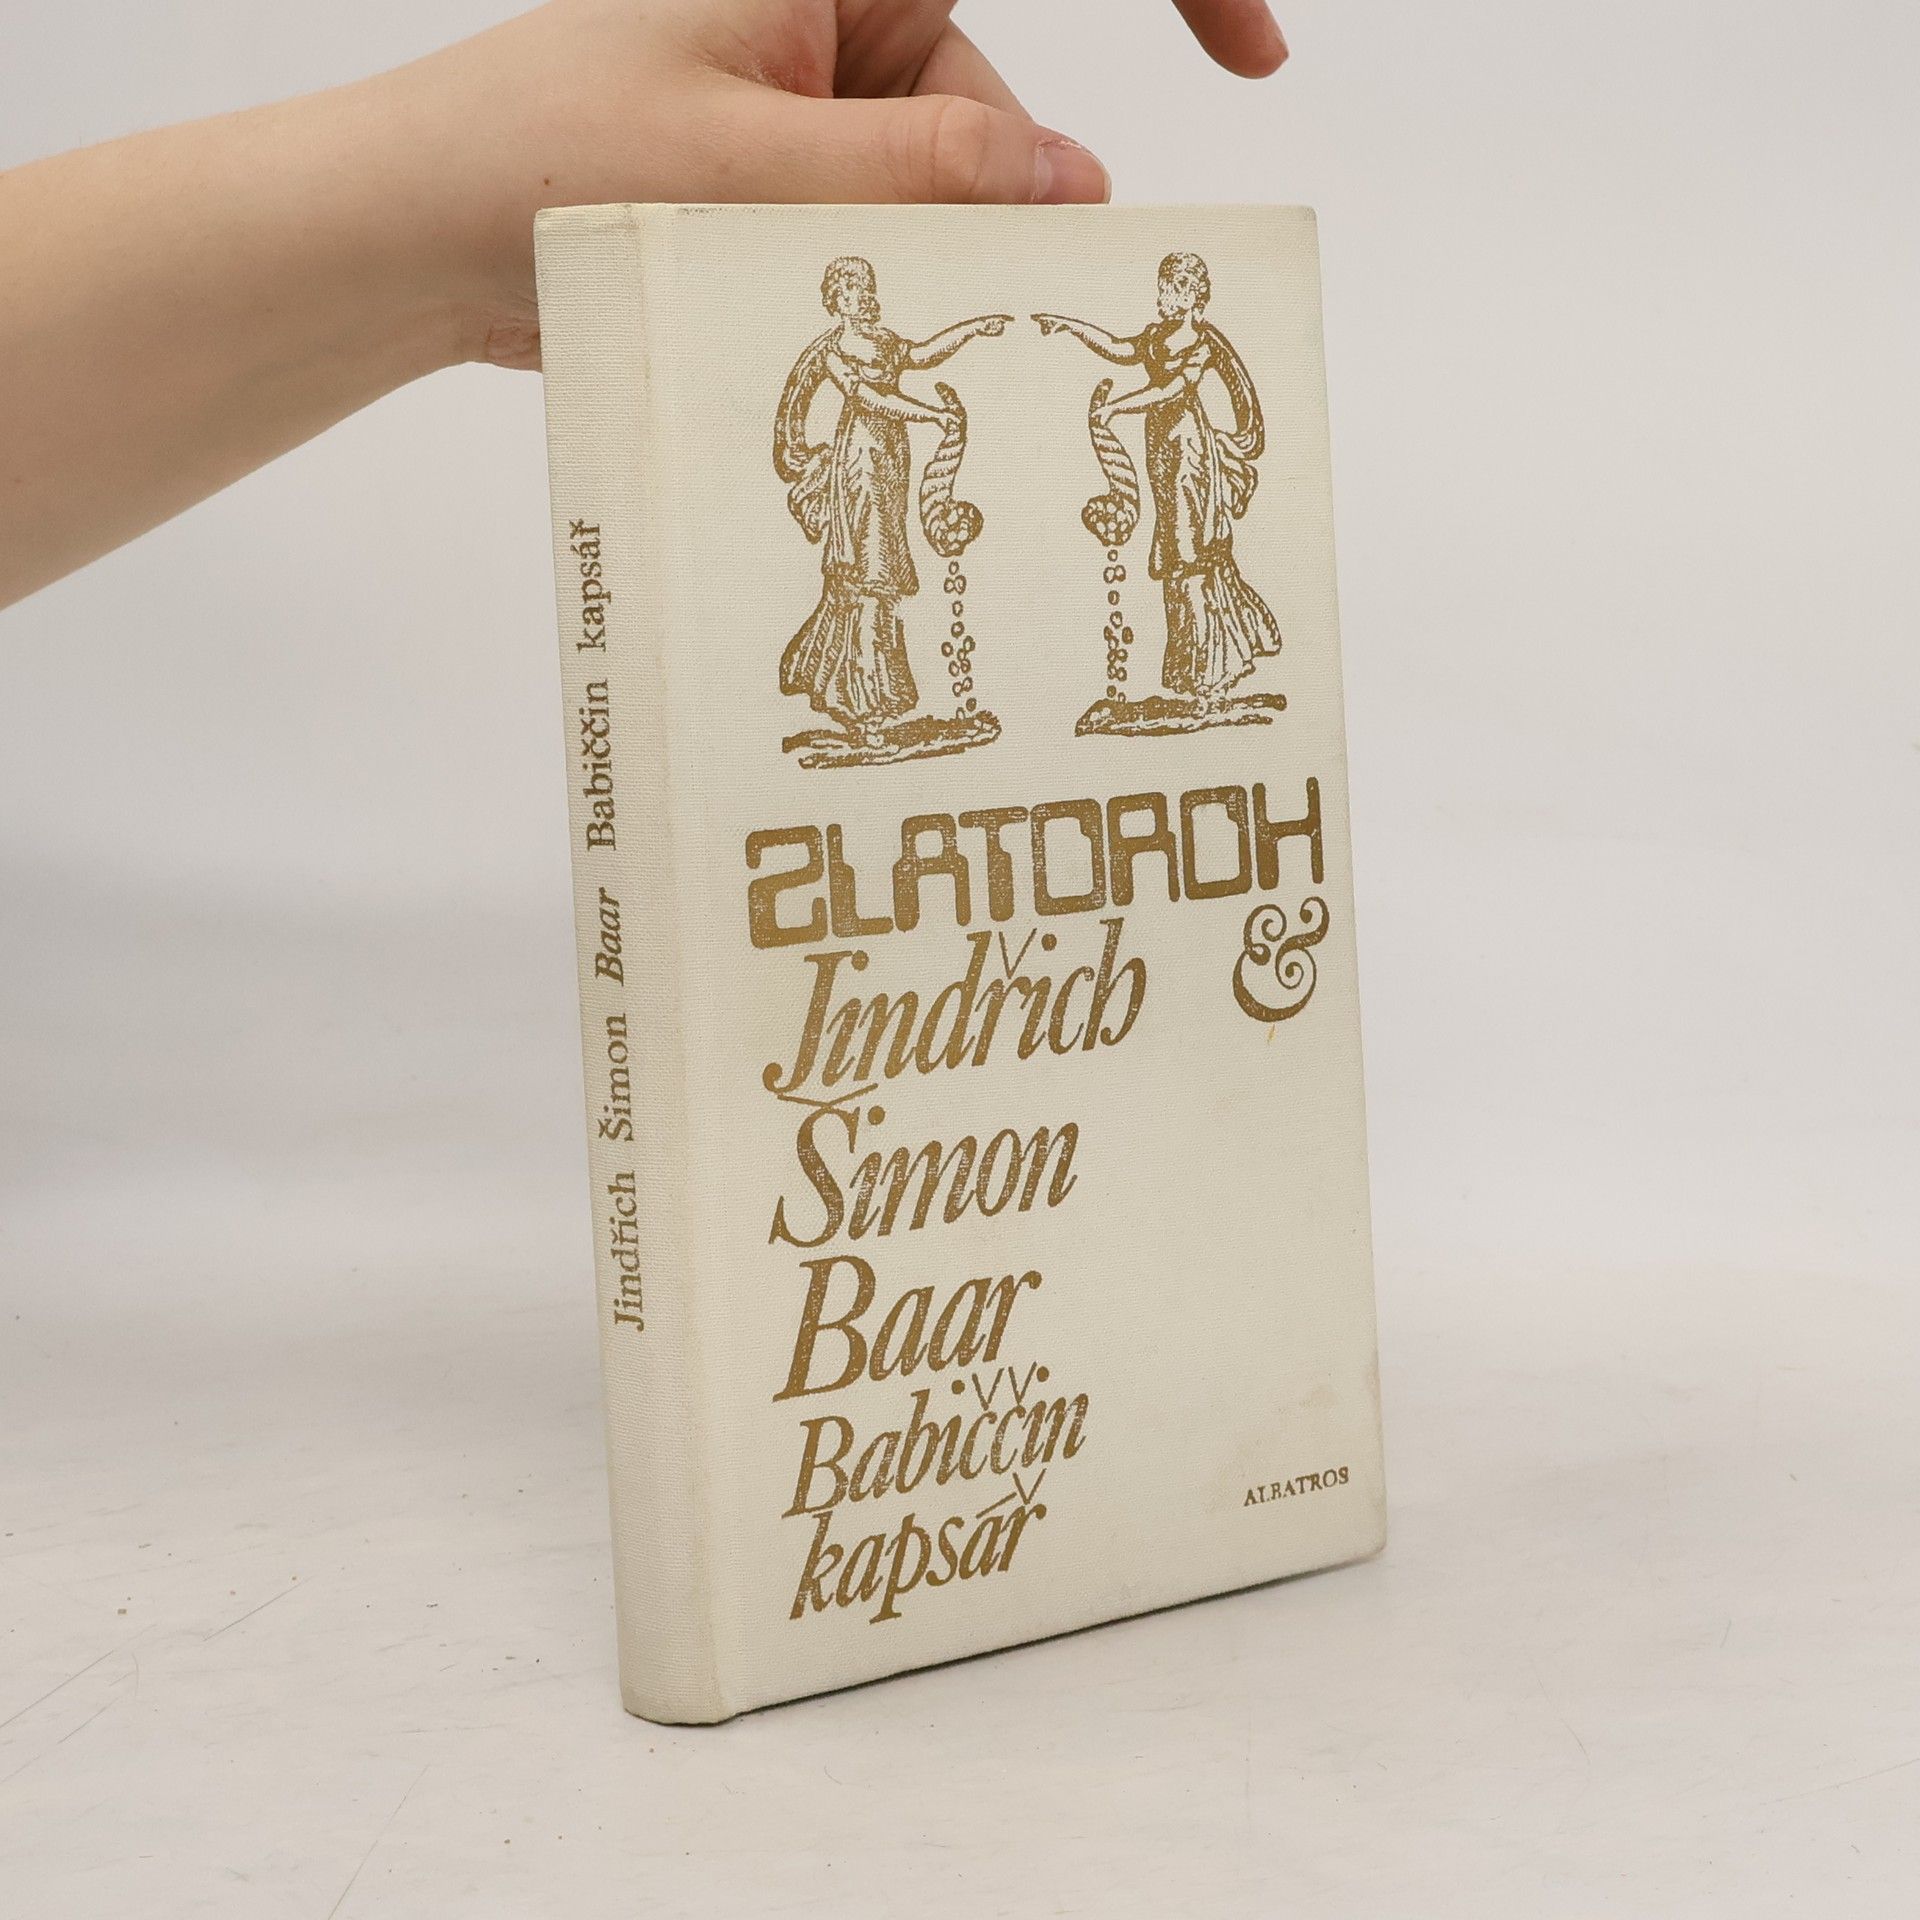 Jindřich Šimon Baar Babiččin kapsář
ZLATOROH
&
Jindřich
Šimon
Baar
Babiččin
kapsář
ALBATROS